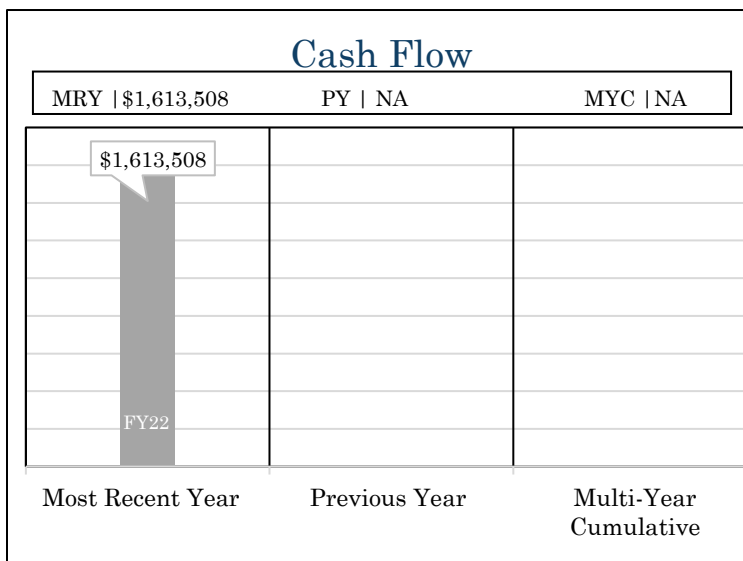 Cash Flow
MRY |$1,613,508 PY | NA MYC |NA
$1,613,508
FY22
Most Recent Year Previous Year Multi-Year
Cumulative